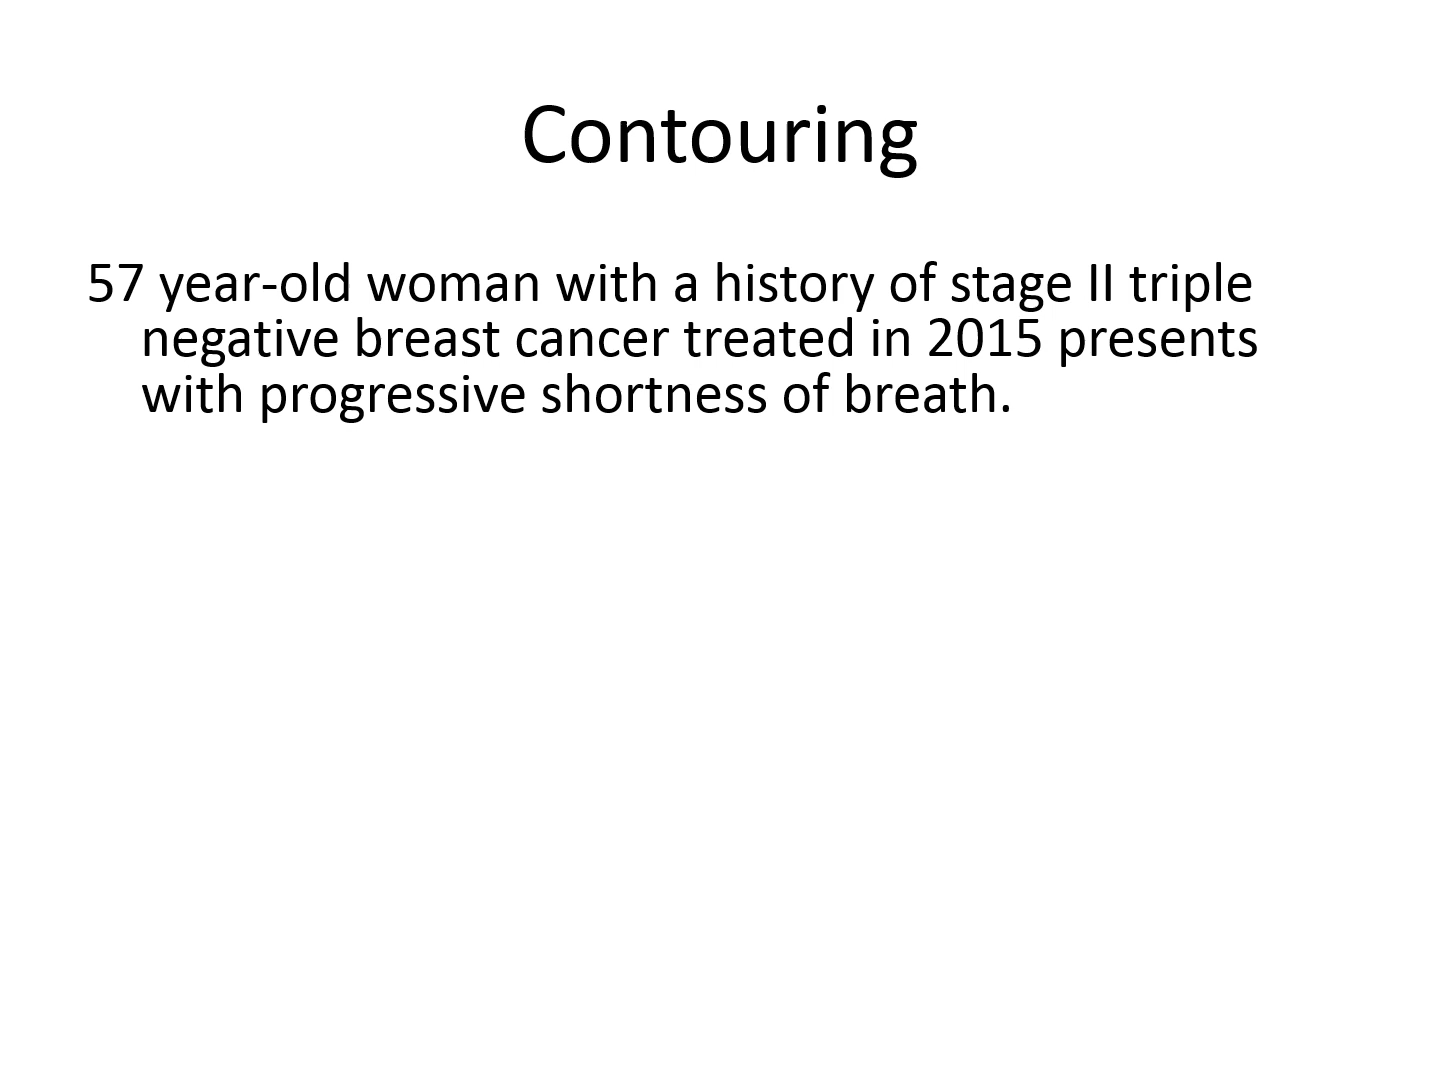 Contouring
57 year-old woman with a history of stage II triple
negative breast cancer treated in 2015 presents
with progressive shortness of breath.